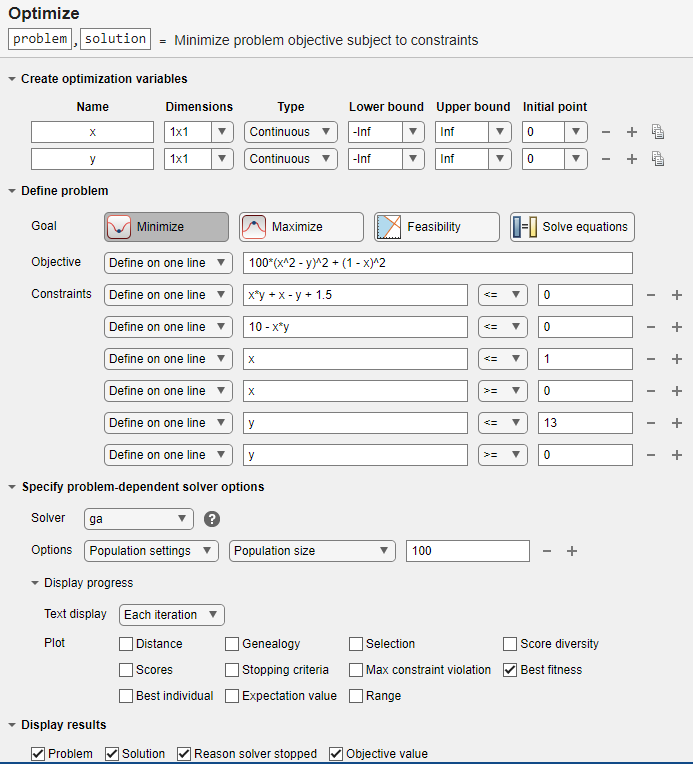 Optimize
problem , solution = Minimize problem objective subject to constraints
Create optimization variables
Name Dimensions Type Lower bound Upper bound Initial point
x 1x1 Continuous -Inf Inf 0
y 1x1 Continuous -Inf Inf 0
Define problem
Goal Minimize Maximize Feasibility Solve equations
Objective Define on one line 100*(x^2 - y)^2 + (1 - x)^2
Constraints Define on one line x*y + x - y + 1.5 <= 0
Define on one line 10 - x*y <= 0
Define on one line x <= 1
Define on one line x >= 0
Define on one line y <= 13
Define on one line y >= 0
Specify problem-dependent solver options
Solver ga ?
Options Population settings Population size 100
Display progress
Text display Each iteration
Plot Distance Genealogy Selection Score diversity
Scores Stopping criteria Max constraint violation Best fitness
Best individual Expectation value Range
Display results
Problem Solution Reason solver stopped Objective value